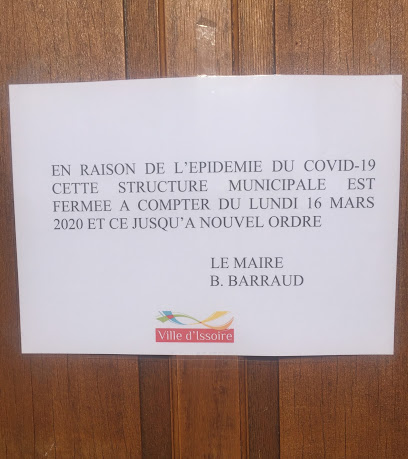 EN RAISON DE L'EPIDEMIE DU COVID-19
CETTE STRUCTURE MUNICIPALE EST
FERMEE A COMPTER DU LUNDI 16 MARS
2020 ET CE JUSQU'A NOUVEL ORDRE
LE MAIRE
B. BARRAUD
Ville d'Issoire